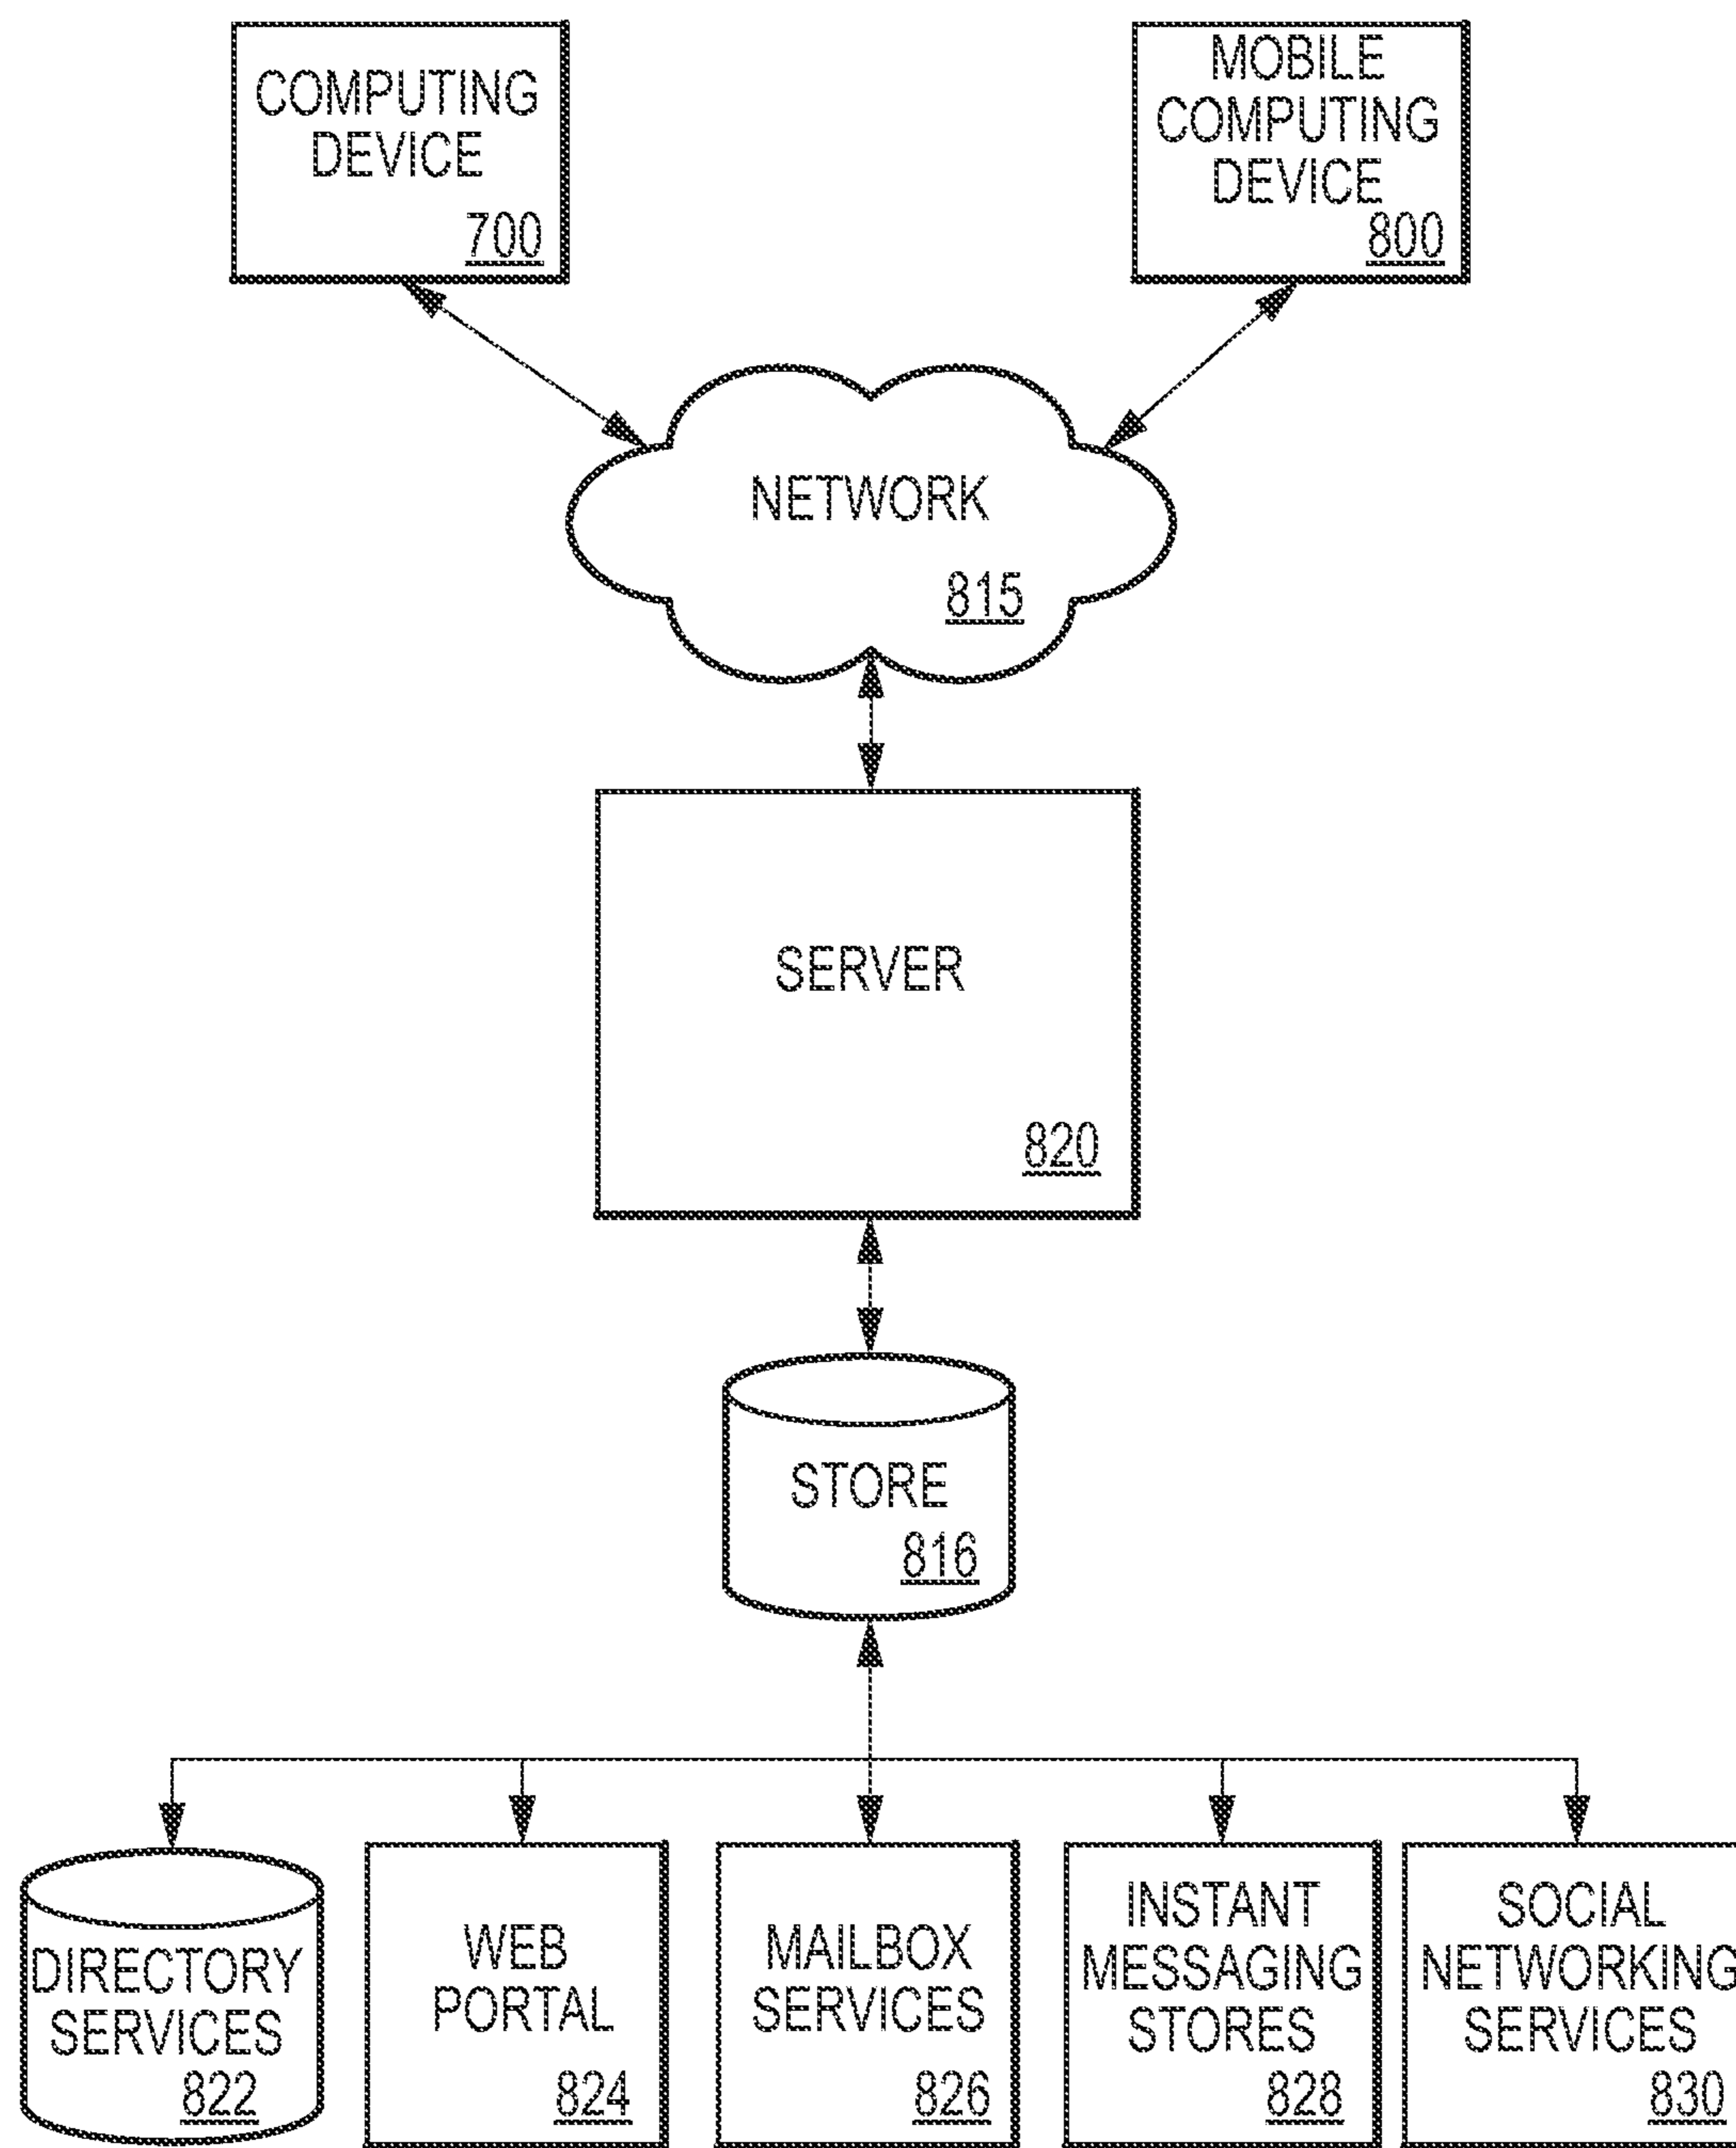 COMPUTING
DEVICE
700
MOBILE
COMPUTING
DEVICE
800
NETWORK
815
SERVER
820
STORE
816
DIRECTORY
SERVICES
822
WEB
PORTAL
824
MAILBOX
SERVICES
826
INSTANT
MESSAGING
STORES
828
SOCIAL
NETWORKING
SERVICES
830